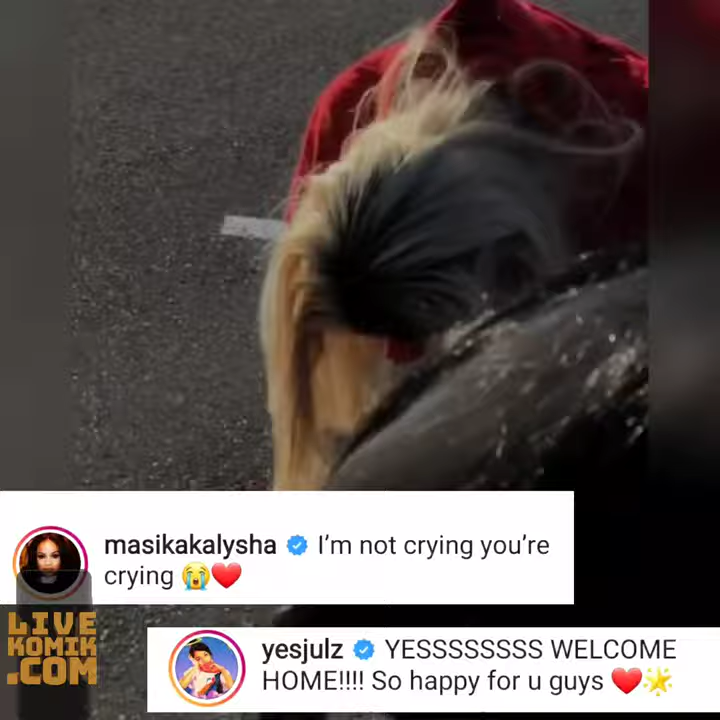 masikakalysha I’m not crying you’re
crying 😭❤️
LIVE
KOMIK
.COM
yesjulz YESSSSSSSS WELCOME
HOME!!!! So happy for u guys ❤️🌟